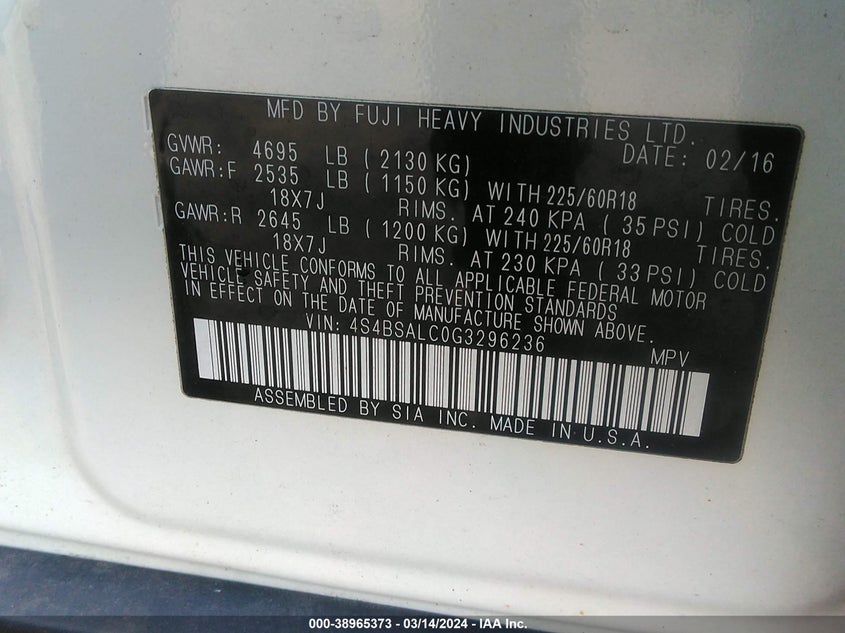 MFD BY FUJI HEAVY INDUSTRIES LTD.
GVWR: 4695 LB ( 2130 KG) DATE: 02/16
GAWR:F 2535 LB ( 1150 KG) WITH 225/60R18 TIRES.
18X7J RIMS. AT 240 KPA ( 35 PSI) COLD
GAWR:R 2645 LB ( 1200 KG) WITH 225/60R18 TIRES.
18X7J RIMS. AT 230 KPA ( 33 PSI) COLD
THIS VEHICLE CONFORMS TO ALL APPLICABLE FEDERAL MOTOR
VEHICLE SAFETY AND THEFT PREVENTION STANDARDS
IN EFFECT ON THE DATE OF MANUFACTURE SHOWN ABOVE.
VIN: 4S4BSALC0G3296236 MPV
ASSEMBLED BY SIA INC. MADE IN U.S.A.
000-38965373 - 03/14/2024 - IAA Inc.